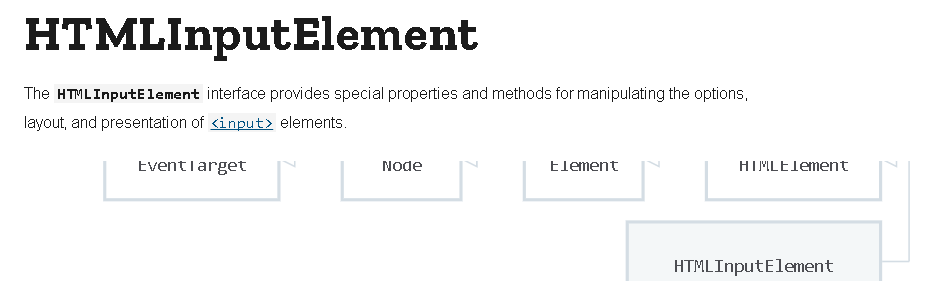 HTMLInputElement
The HTMLInputElement interface provides special properties and methods for manipulating the options,
layout, and presentation of <input> elements.
EventTarget Node Element HTMLElement
HTMLInputElement